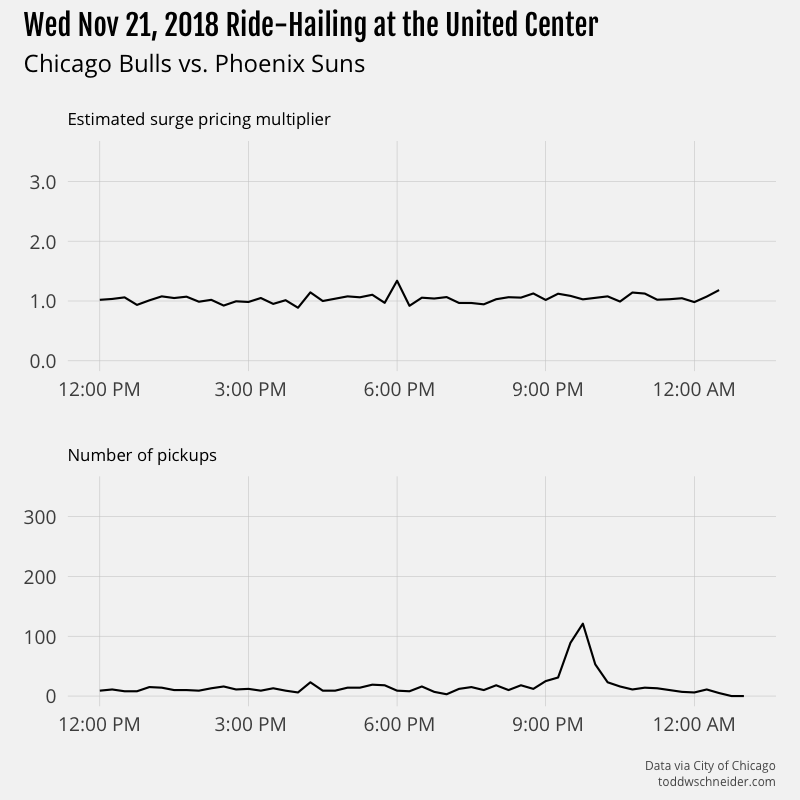 Wed Nov 21, 2018 Ride-Hailing at the United Center
Chicago Bulls vs. Phoenix Suns
Estimated surge pricing multiplier
3.0
2.0
1.0
0.0
12:00 PM 3:00 PM 6:00 PM 9:00 PM 12:00 AM
Number of pickups
300
200
100
0
12:00 PM 3:00 PM 6:00 PM 9:00 PM 12:00 AM
Data via City of Chicago
toddwschneider.com